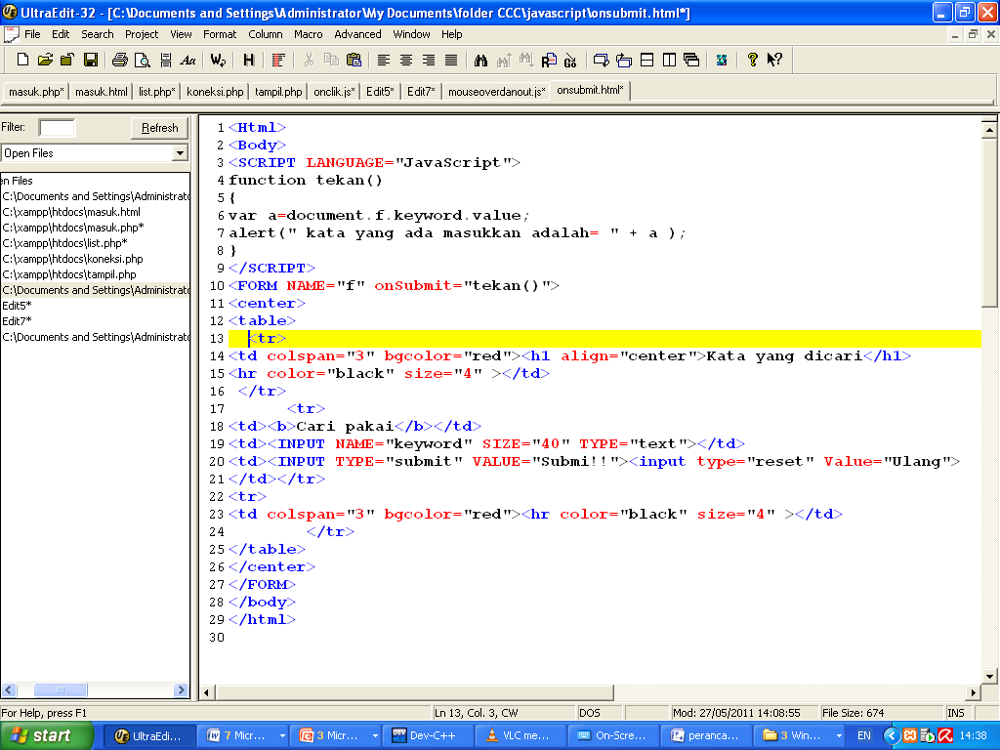 UltraEdit-32 - [C:\Documents and Settings\Administrator\My Documents\folder CCC\javascript\onsubmit.html*]
File Edit Search Project View Format Column Macro Advanced Window Help
masuk.php* masuk.html list.php* koneksi.php tampil.php onclik.js* Edit5* Edit7* mouseoverdanout.js* onsubmit.html*
Filter: Refresh
Open Files
en Files
C:\Documents and Settings\Administrato
C:\xampp\htdocs\masuk.html
C:\xampp\htdocs\masuk.php*
C:\xampp\htdocs\list.php*
C:\xampp\htdocs\koneksi.php
C:\xampp\htdocs\tampil.php
C:\Documents and Settings\Administrato
Edit5*
Edit7*
C:\Documents and Settings\Administrato
1 <Html>
2 <Body>
3 <SCRIPT LANGUAGE="JavaScript">
4 function tekan()
5 {
6 var a=document.f.keyword.value;
7 alert(" kata yang ada masukkan adalah= " + a );
8 }
9 </SCRIPT>
10 <FORM NAME="f" onSubmit="tekan()">
11 <center>
12 <table>
13   <tr>
14 <td colspan="3" bgcolor="red"><h1 align="center">Kata yang dicari</h1>
15 <hr color="black" size="4" ></td>
16  </tr>
17       <tr>
18 <td><b>Cari pakai</b></td>
19 <td><INPUT NAME="keyword" SIZE="40" TYPE="text"></td>
20 <td><INPUT TYPE="submit" VALUE="Submi!!"><input type="reset" Value="Ulang">
21 </td></tr>
22 <tr>
23 <td colspan="3" bgcolor="red"><hr color="black" size="4" ></td>
24         </tr>
25 </table>
26 </center>
27 </FORM>
28 </body>
29 </html>
30
For Help, press F1 Ln 13, Col. 3, CW DOS Mod: 27/05/2011 14:08:55 File Size: 674 INS
start UltraEdi... 7 Micr... 3 Micr... Dev-C++ VLC me... On-Scre... peranca... 3 Win... EN 14:38